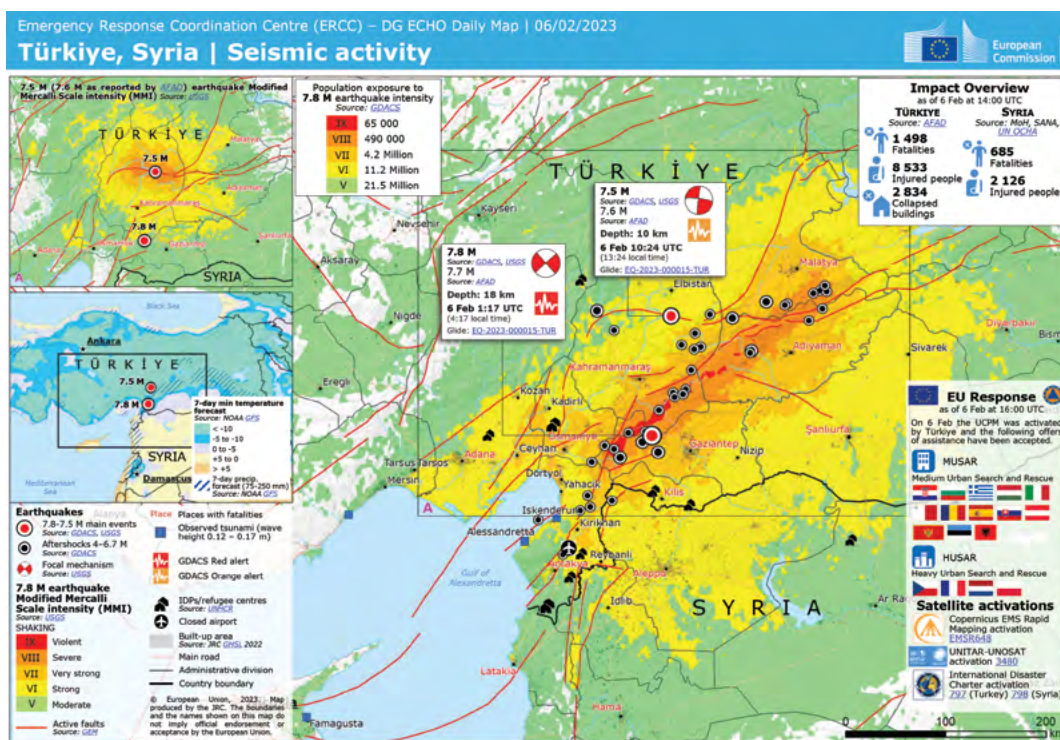 Emergency Response Coordination Centre (ERCC) – DG ECHO Daily Map | 06/02/2023
Türkiye, Syria | Seismic activity
European
Commission
7.5 M (7.6 M as reported by AFAD) earthquake Modified
Mercalli Scale intensity (MMI) Source: USGS
TÜRKİYE
Malatya
7.5 M
Adiyaman
Kahramanmaraş
7.8 M
Adana
Gaziantep
Sanliurfa
SYRIA
A
Black Sea
Ankara
TÜRKİYE
7.5 M
7.8 M
SYRIA
Mediterranean
Sea
Damascus
7-day min temperature
forecast
Source: NOAA GFS
< -10
-5 to -10
0 to -5
+5 to 0
> +5
7-day precip.
forecast (75-250 mm)
Source: NOAA GFS
Population exposure to
7.8 M earthquake intensity
Source: GDACS
IX 65 000
VIII 490 000
VII 4.2 Million
VI 11.2 Million
V 21.5 Million
Impact Overview
as of 6 Feb at 14:00 UTC
TÜRKİYE
Source: AFAD
1 498
Fatalities
8 533
Injured people
2 834
Collapsed
buildings
SYRIA
Source: MoH, SANA,
UN OCHA
685
Fatalities
2 126
Injured people
TÜRKİYE
7.5 M
Source: GDACS, USGS
7.6 M
Source: AFAD
Depth: 10 km
6 Feb 10:24 UTC
(13:24 local time)
Glide: EQ-2023-000015-TUR
7.8 M
Source: GDACS, USGS
7.7 M
Source: AFAD
Depth: 18 km
6 Feb 1:17 UTC
(4:17 local time)
Glide: EQ-2023-000015-TUR
Kayseri
Nevsehir
Aksaray
Nigde
Eregli
Elbistan
Malatya
Diyarbakir
Bism
Sivarek
Adiyaman
Kahramanmaraş
Kozan
Kadirli
Osmaniye
Ceyhan
Adana
Tarsus
Tarsos
Mersin
Dortyol
Yahacik
Gaziantep
Nizip
Şanliurfa
Kilis
Iskenderun
Alessandretta
Kirikhan
Reyhanli
Antakya
Gulf of
Alexandretta
Aleppo
Idlib
SYRIA
Ar Ra
Latakia
Hama
Famagusta
Alanya
A
EU Response
as of 6 Feb at 16:00 UTC
On 6 Feb the UCPM was activated
by Türkiye and the following offers
of assistance have been accepted.
MUSAR
Medium Urban Search and Rescue
HUSAR
Heavy Urban Search and Rescue
Satellite activations
Copernicus EMS Rapid
Mapping activation
EMSR648
UNITAR-UNOSAT
activation 3480
International Disaster
Charter activation
797 (Turkey) 798 (Syria)
0 100 200
km
Earthquakes
7.8-7.5 M main events
Source: GDACS, USGS
Aftershocks 4–6.7 M
Source: GDACS
Focal mechanism
Source: USGS
7.8 M earthquake
Modified Mercalli
Scale intensity (MMI)
Source: USGS
SHAKING
IX Violent
VIII Severe
VII Very strong
VI Strong
V Moderate
Active faults
Source: GEM
Place Places with fatalities
Observed tsunami (wave
height 0.12 – 0.17 m)
GDACS Red alert
GDACS Orange alert
IDPs/refugee centres
Source: UNHCR
Closed airport
Built-up area
Source: JRC GHSL 2022
Main road
Administrative division
Country boundary
© European Union, 2023. Map
produced by the JRC. The boundaries
and the names shown on this map do
not imply official endorsement or
acceptance by the European Union.